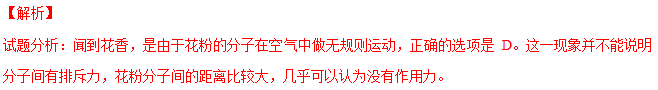 【解析】
试题分析：闻到花香，是由于花粉的分子在空气中做无规则运动，正确的选项是 D。这一现象并不能说明
分子间有排斥力，花粉分子间的距离比较大，几乎可以认为没有作用力。